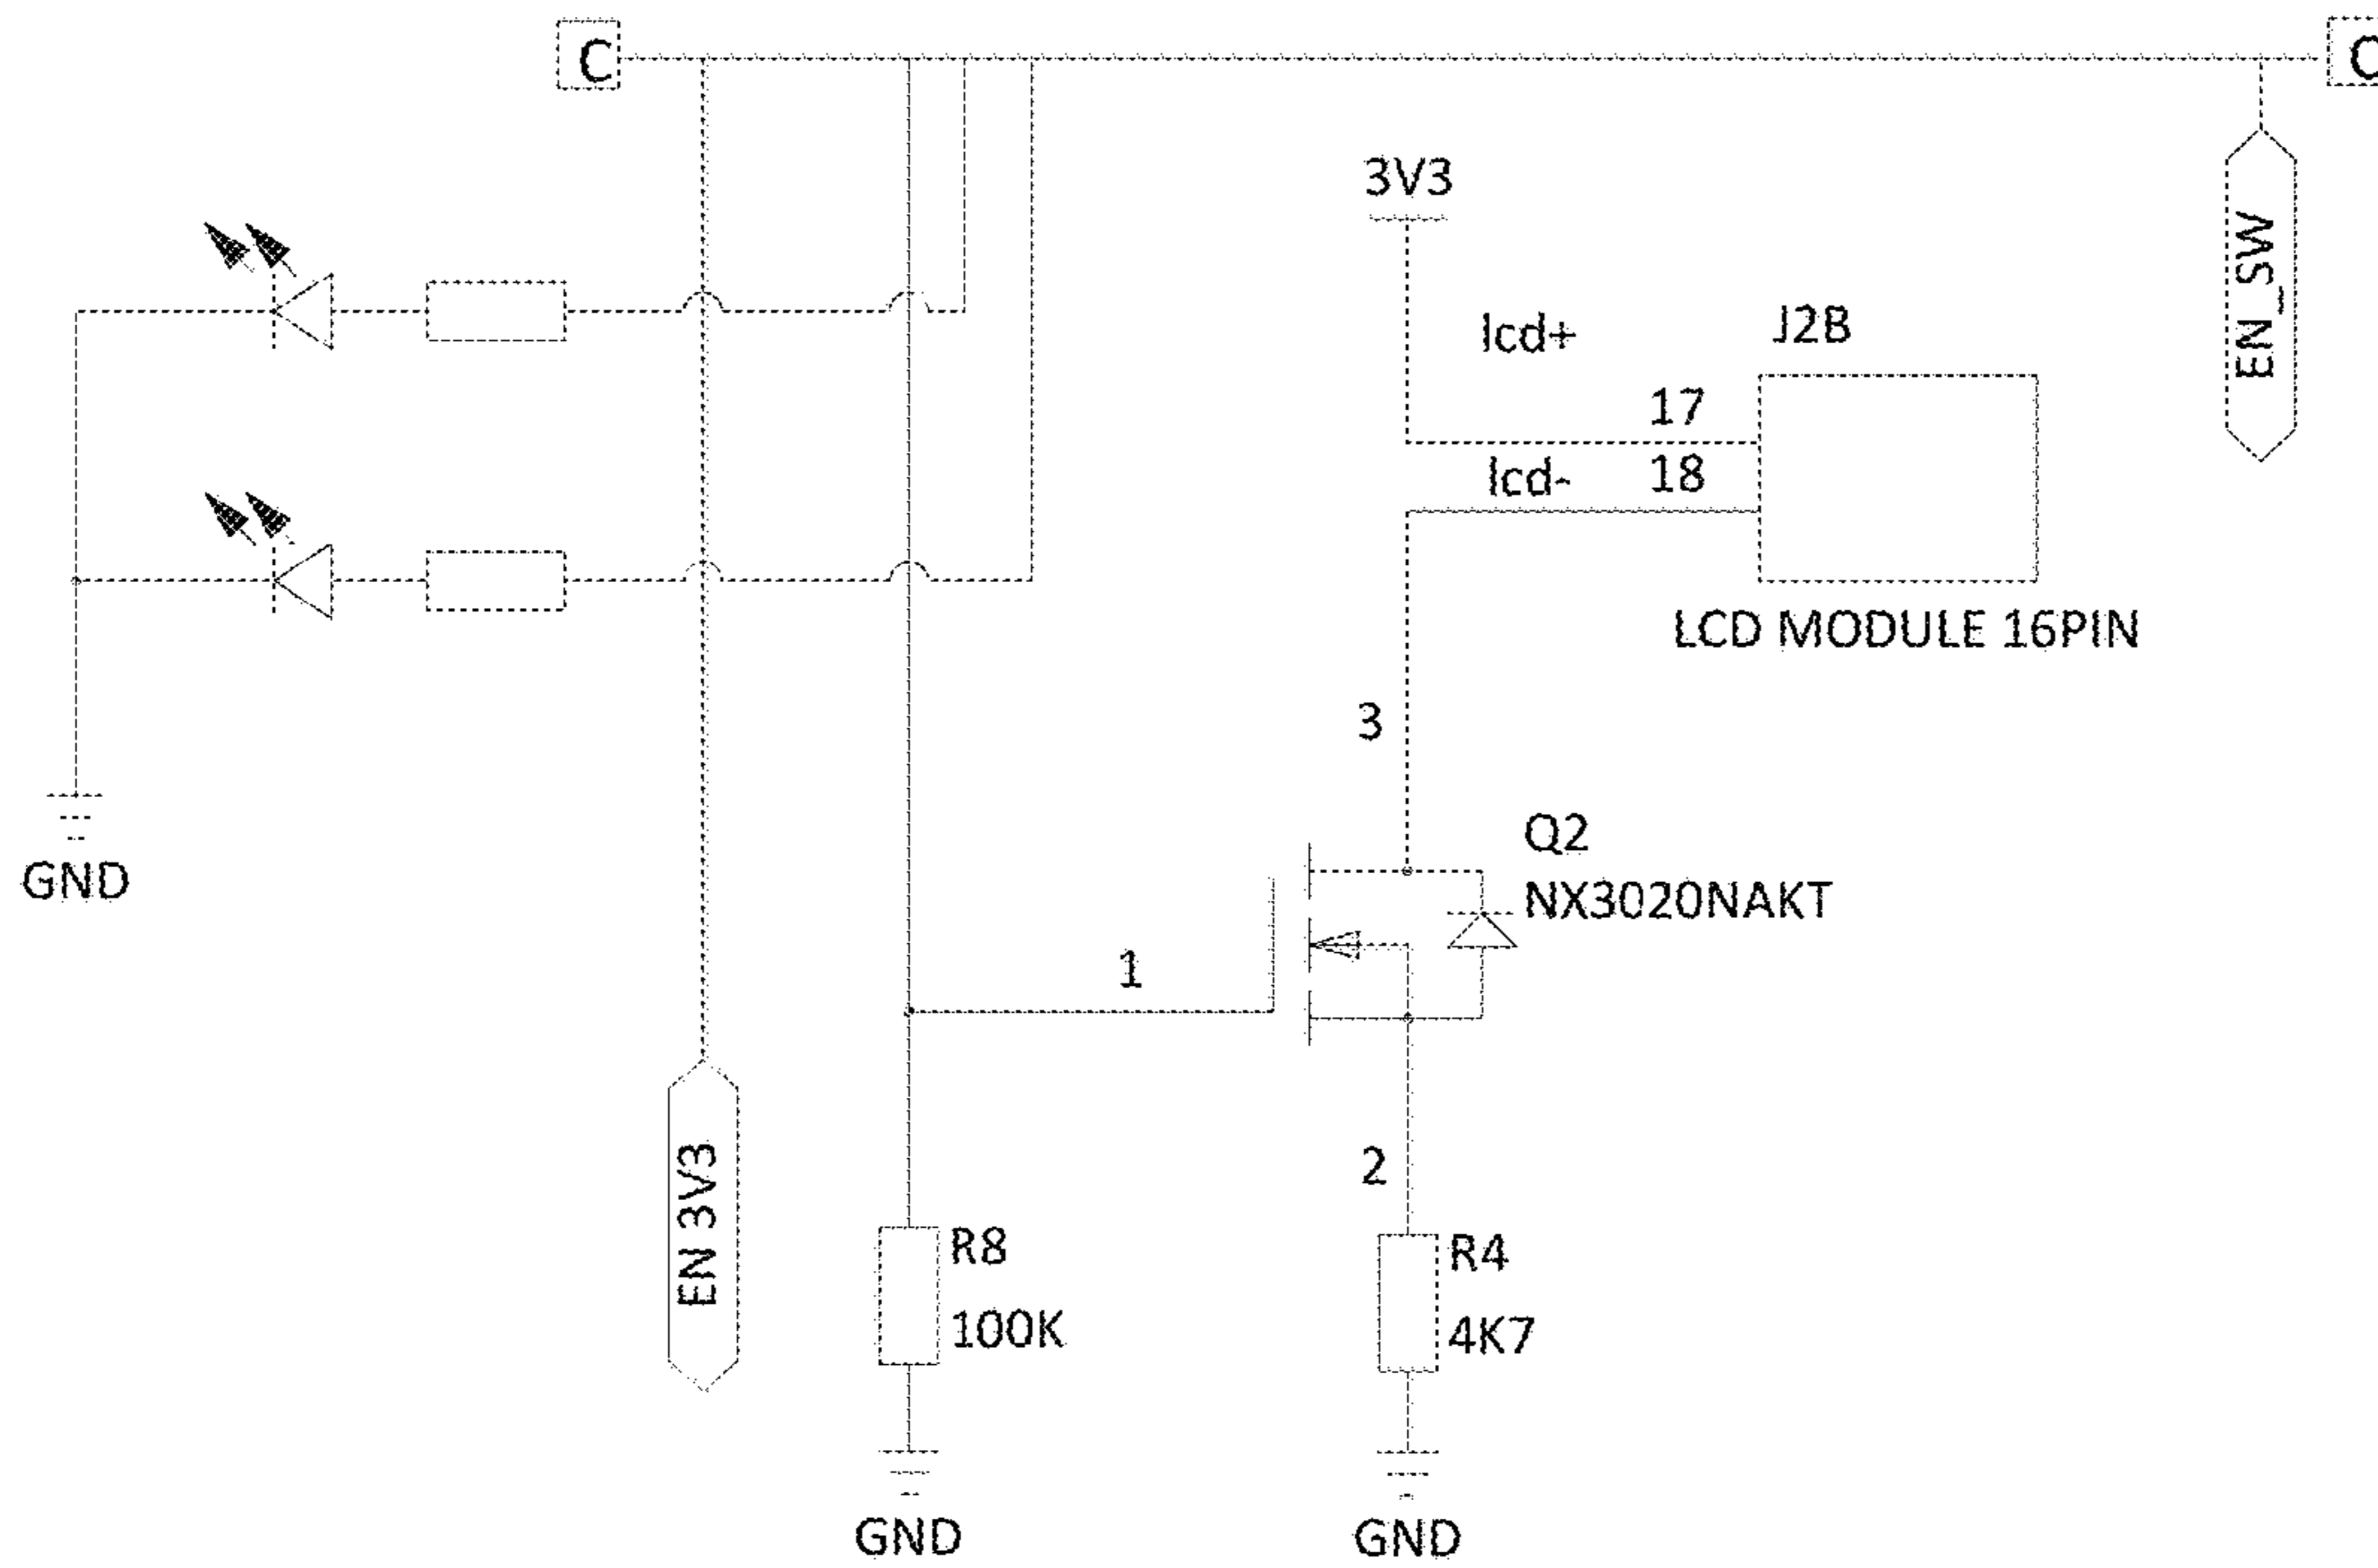 C
C
3V3
EN_SW
lcd+
J2B
17
lcd-
18
LCD MODULE 16PIN
3
Q2
NX3020NAKT
GND
1
2
EN 3V3
R8
100K
R4
4K7
GND
GND